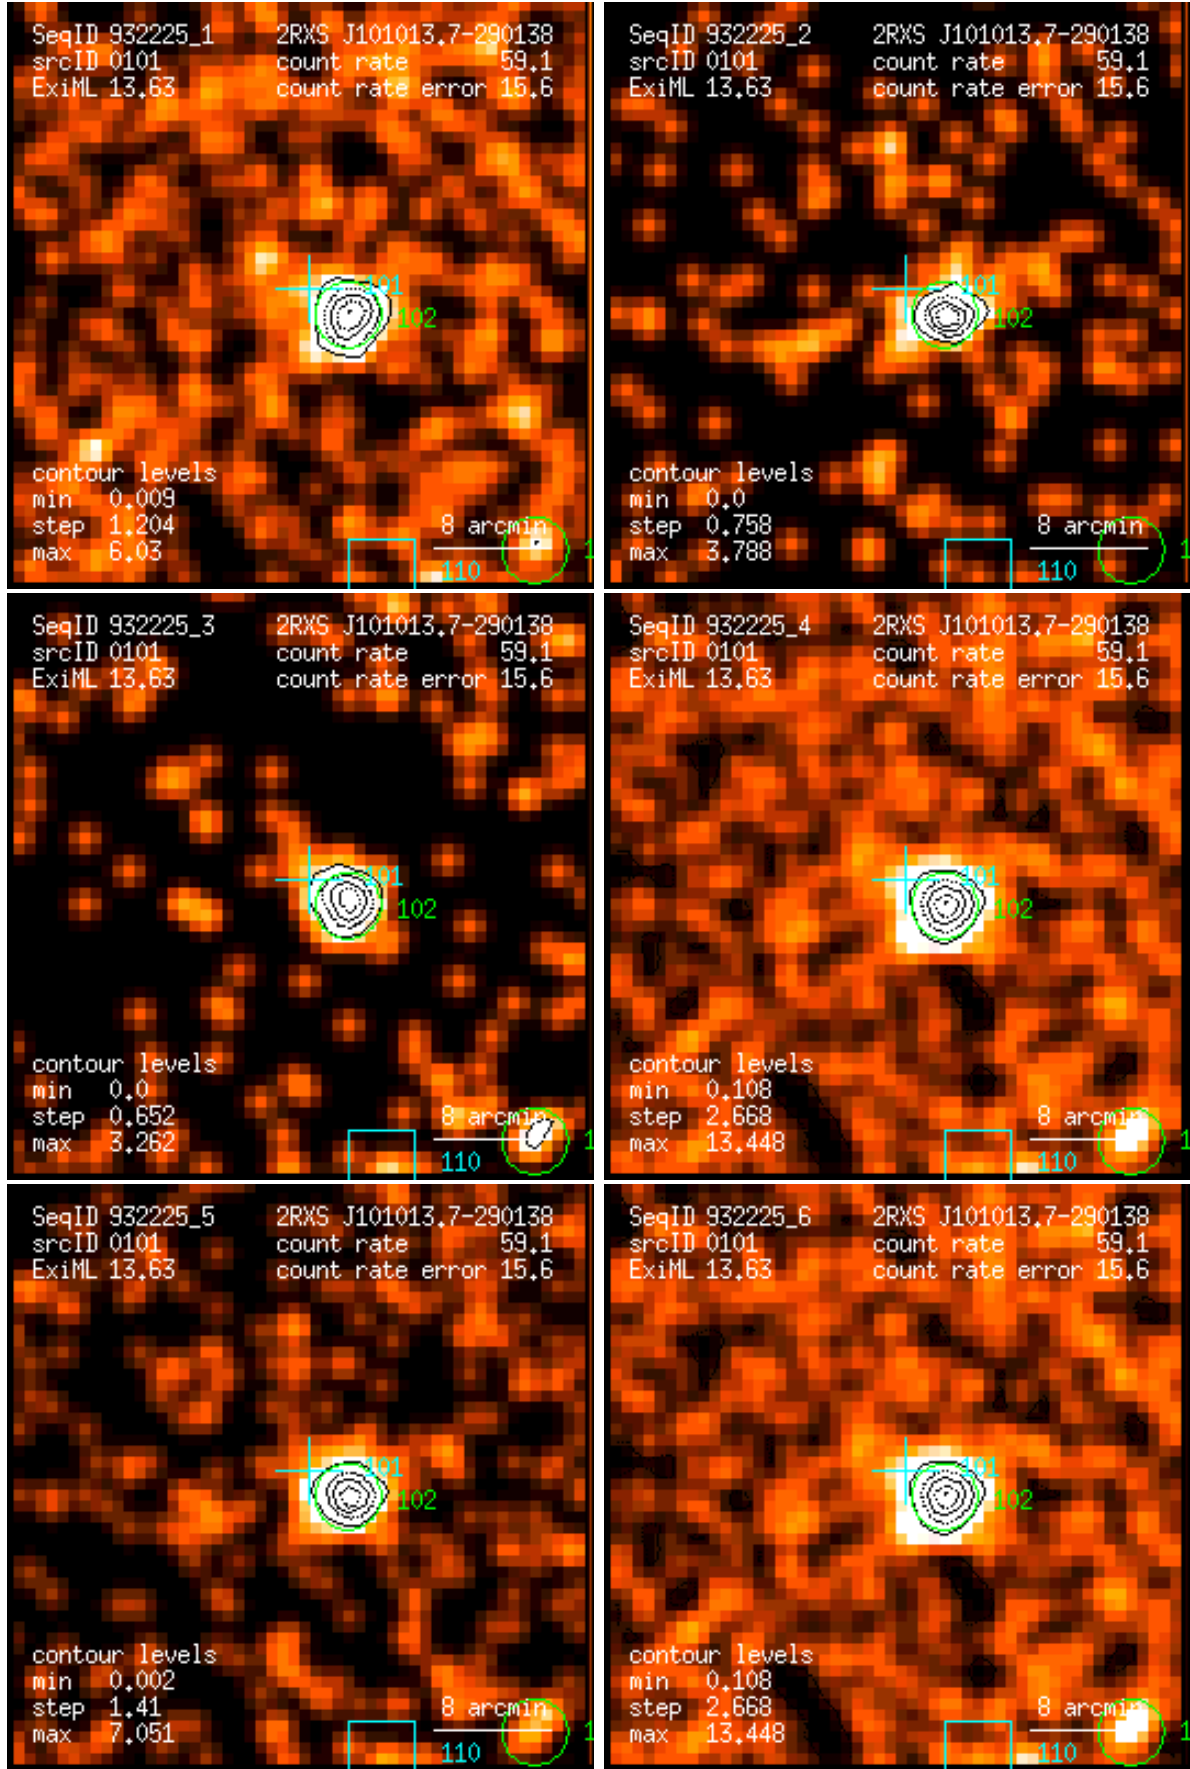 SeqID 932225_1 2RXS J101013.7-290138
srcID 0101 count rate 59.1
ExiML 13.63 count rate error 15.6
101
102
contour levels
min 0.009
step 1.204 8 arcmin
max 6.03 1
110
SeqID 932225_2 2RXS J101013.7-290138
srcID 0101 count rate 59.1
ExiML 13.63 count rate error 15.6
101
102
contour levels
min 0.0
step 0.758 8 arcmin
max 3.788 1
110
SeqID 932225_3 2RXS J101013.7-290138
srcID 0101 count rate 59.1
ExiML 13.63 count rate error 15.6
101
102
contour levels
min 0.0
step 0.652 8 arcmin
max 3.262 1
110
SeqID 932225_4 2RXS J101013.7-290138
srcID 0101 count rate 59.1
ExiML 13.63 count rate error 15.6
101
102
contour levels
min 0.108
step 2.668 8 arcmin
max 13.448 1
110
SeqID 932225_5 2RXS J101013.7-290138
srcID 0101 count rate 59.1
ExiML 13.63 count rate error 15.6
101
102
contour levels
min 0.002
step 1.41 8 arcmin
max 7.051 1
110
SeqID 932225_6 2RXS J101013.7-290138
srcID 0101 count rate 59.1
ExiML 13.63 count rate error 15.6
101
102
contour levels
min 0.108
step 2.668 8 arcmin
max 13.448 1
110